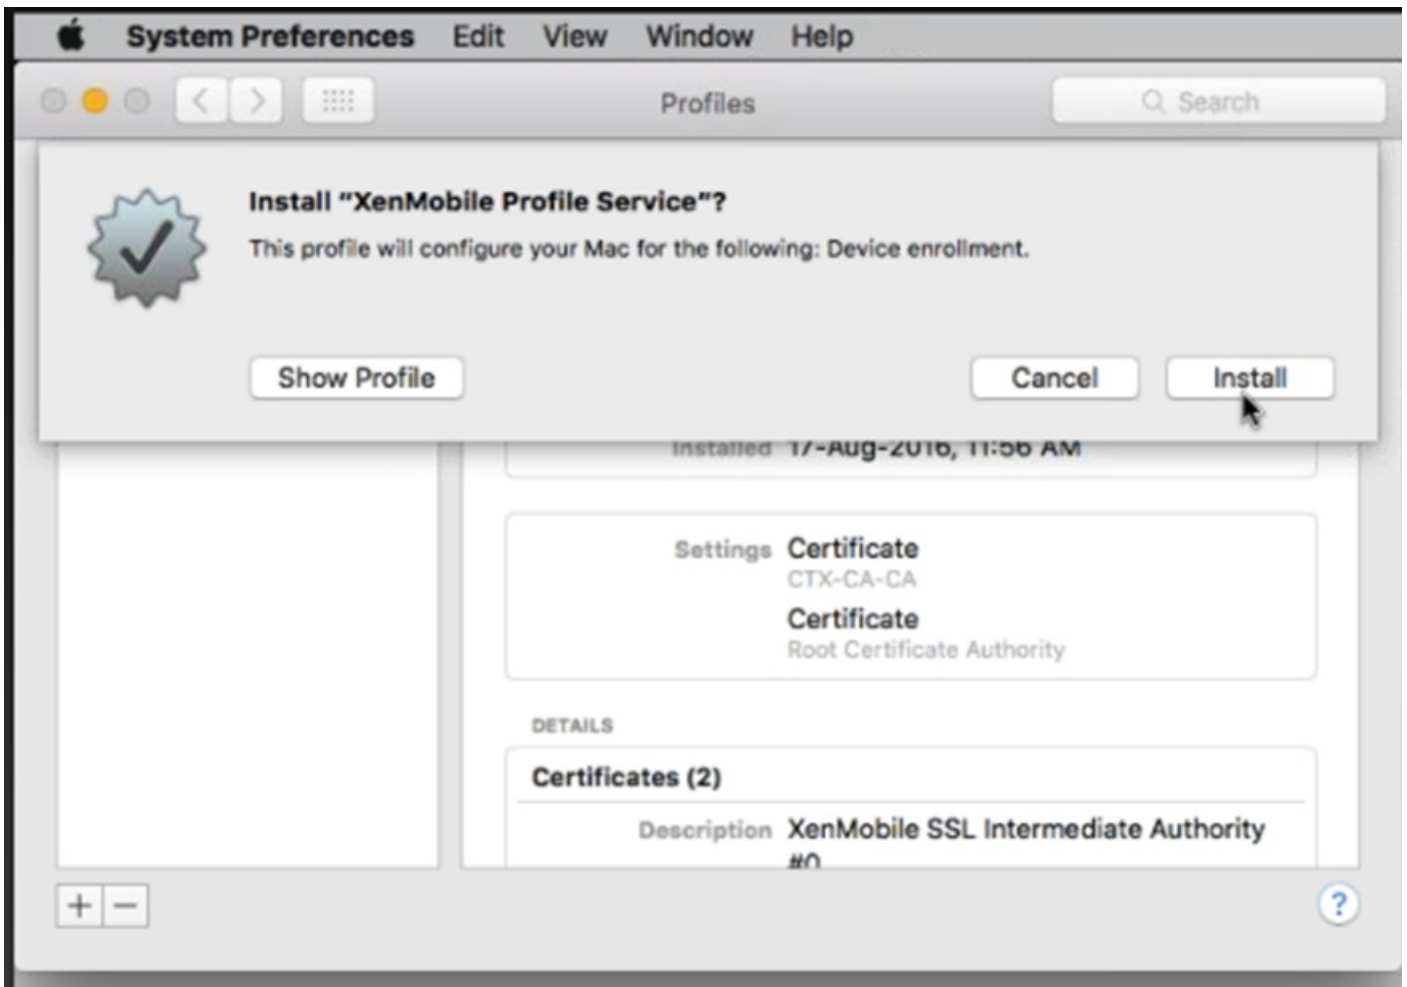 System Preferences Edit View Window Help
Profiles
Search
Install “XenMobile Profile Service”?
This profile will configure your Mac for the following: Device enrollment.
Show Profile Cancel Install
Installed 17-Aug-2016, 11:56 AM
Settings Certificate
CTX-CA-CA
Certificate
Root Certificate Authority
DETAILS
Certificates (2)
Description XenMobile SSL Intermediate Authority
#0
+ − ?